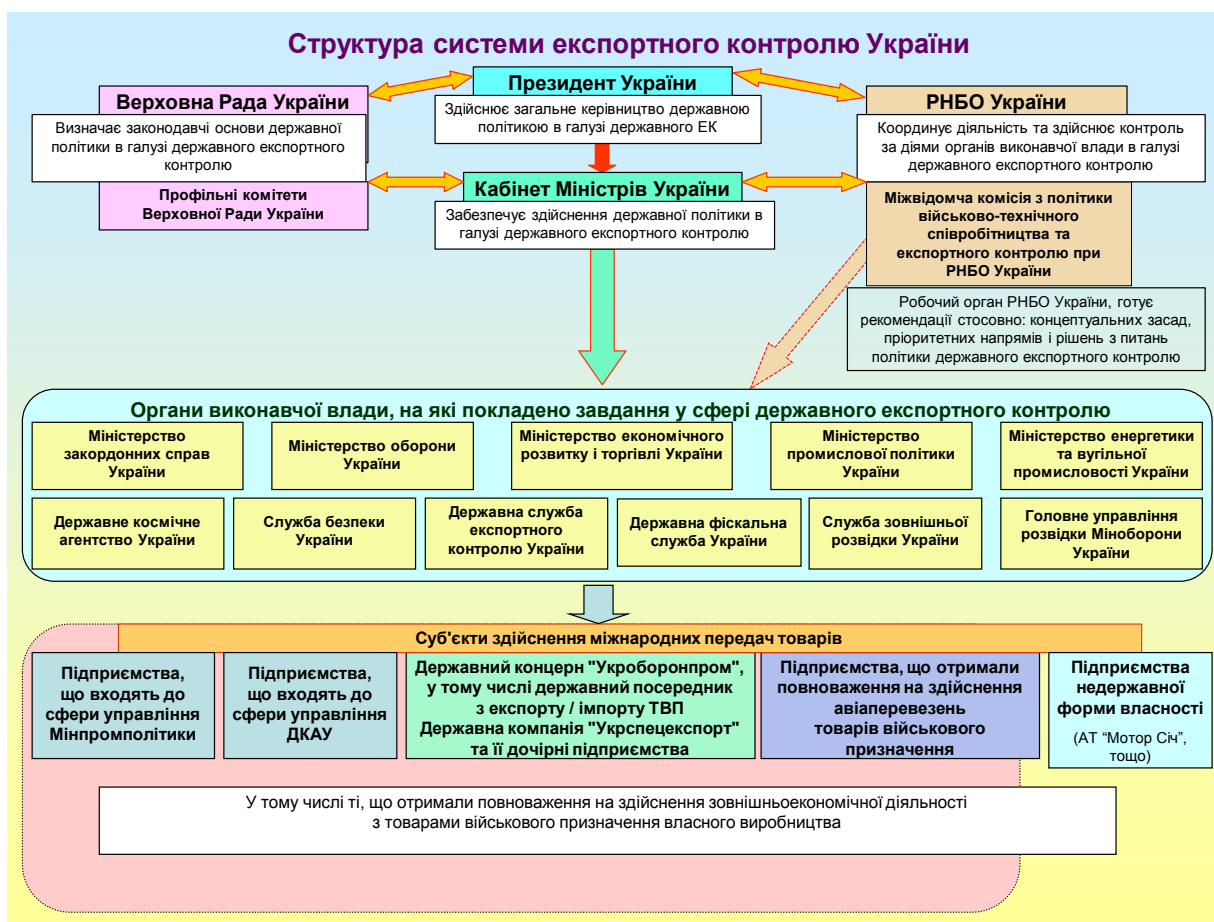 Структура системи експортного контролю України
Президент України
Здійснює загальне керівництво державною
політикою в галузі державного ЕК
Верховна Рада України
Визначає законодавчі основи державної
політики в галузі державного експортного
контролю
Профільні комітети
Верховної Ради України
РНБО України
Координує діяльність та здійснює контроль
за діями органів виконавчої влади в галузі
державного експортного контролю
Кабінет Міністрів України
Забезпечує здійснення державної політики в
галузі державного експортного контролю
Міжвідомча комісія з політики
військово-технічного
співробітництва та
експортного контролю при
РНБО України
Робочий орган РНБО України, готує
рекомендації стосовно: концептуальних засад,
пріоритетних напрямів і рішень з питань
політики державного експортного контролю
Органи виконавчої влади, на які покладено завдання у сфері державного експортного контролю
Міністерство
закордонних справ
України
Міністерство оборони
України
Міністерство економічного
розвитку і торгівлі України
Міністерство
промислової політики
України
Міністерство енергетики
та вугільної
промисловості України
Державне космічне
агентство України
Служба безпеки
України
Державна служба
експортного
контролю України
Державна фіскальна
служба України
Служба зовнішньої
розвідки України
Головне управління
розвідки Міноборони
України
Суб'єкти здійснення міжнародних передач товарів
Підприємства,
що входять до
сфери управління
Мінпромполітики
Підприємства,
що входять до
сфери управління
ДКАУ
Державний концерн "Укроборонпром",
у тому числі державний посередник
з експорту / імпорту ТВП
Державна компанія "Укрспецекспорт"
та її дочірні підприємства
Підприємства, що отримали
повноваження на здійснення
авіаперевезень
товарів військового
призначення
Підприємства
недержавної
форми власності
(АТ “Мотор Січ”,
тощо)
У тому числі ті, що отримали повноваження на здійснення зовнішньоекономічної діяльності
з товарами військового призначення власного виробництва